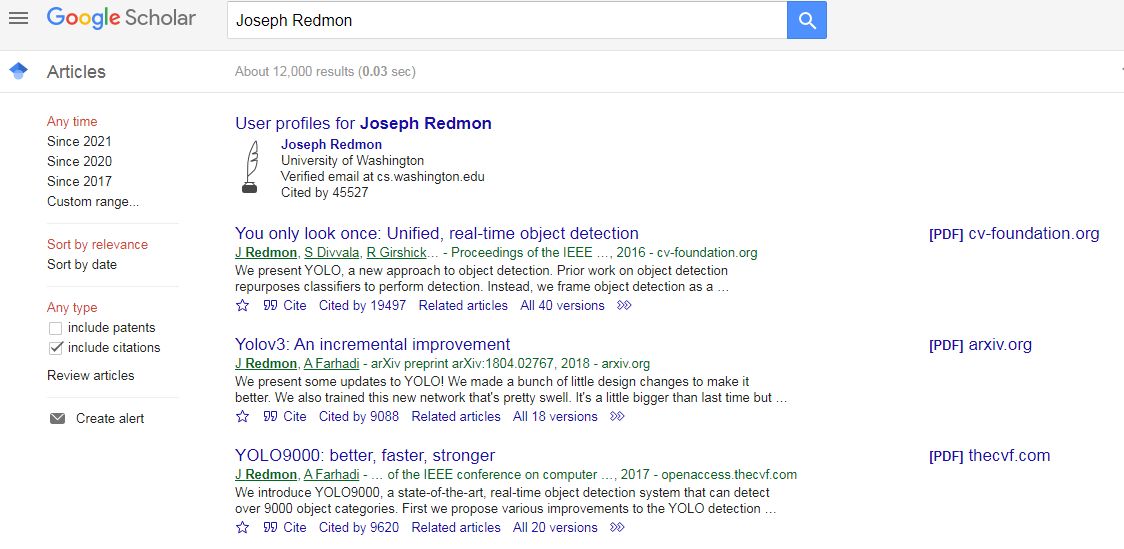 Google Scholar
Joseph Redmon
Articles
About 12,000 results (0.03 sec)
Any time
Since 2021
Since 2020
Since 2017
Custom range...
Sort by relevance
Sort by date
Any type
include patents
include citations
Review articles
Create alert
User profiles for Joseph Redmon
Joseph Redmon
University of Washington
Verified email at cs.washington.edu
Cited by 45527
You only look once: Unified, real-time object detection
[PDF] cv-foundation.org
J Redmon, S Divvala, R Girshick… - Proceedings of the IEEE …, 2016 - cv-foundation.org
We present YOLO, a new approach to object detection. Prior work on object detection
repurposes classifiers to perform detection. Instead, we frame object detection as a …
Cite Cited by 19497 Related articles All 40 versions
Yolov3: An incremental improvement
[PDF] arxiv.org
J Redmon, A Farhadi - arXiv preprint arXiv:1804.02767, 2018 - arxiv.org
We present some updates to YOLO! We made a bunch of little design changes to make it
better. We also trained this new network that's pretty swell. It's a little bigger than last time but …
Cite Cited by 9088 Related articles All 18 versions
YOLO9000: better, faster, stronger
[PDF] thecvf.com
J Redmon, A Farhadi - … of the IEEE conference on computer …, 2017 - openaccess.thecvf.com
We introduce YOLO9000, a state-of-the-art, real-time object detection system that can detect
over 9000 object categories. First we propose various improvements to the YOLO detection …
Cite Cited by 9620 Related articles All 20 versions